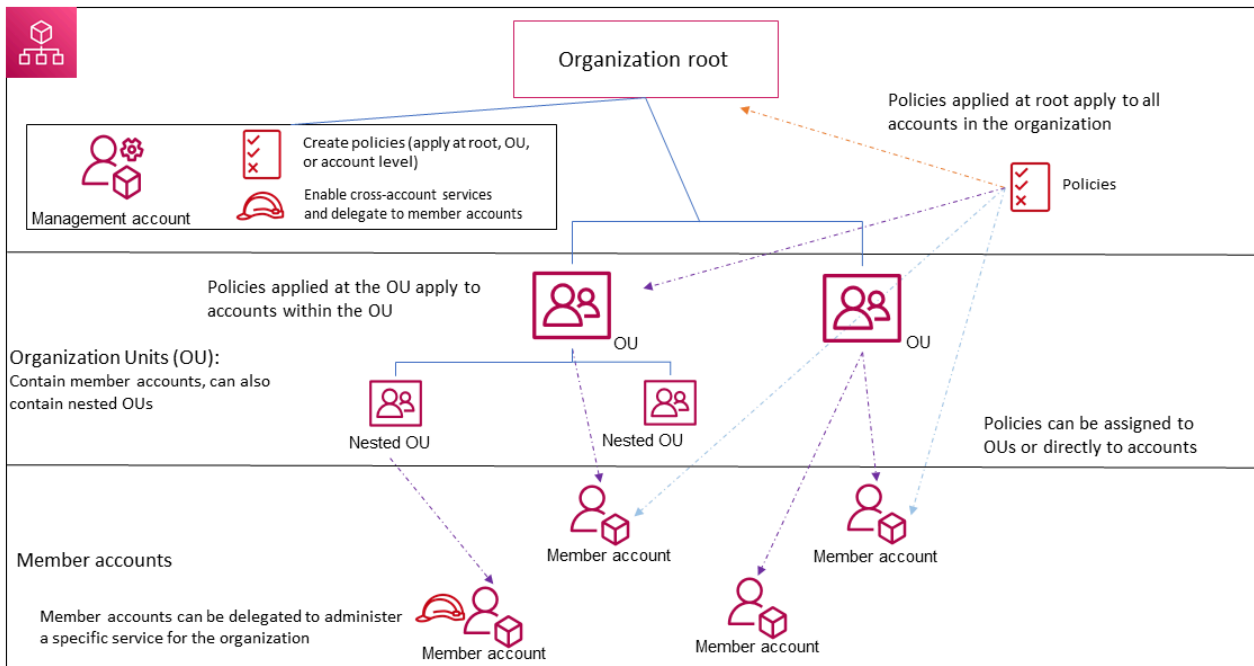 Organization root
Policies applied at root apply to all
accounts in the organization
Create policies (apply at root, OU,
or account level)
Enable cross-account services
and delegate to member accounts
Management account
Policies
Policies applied at the OU apply to
accounts within the OU
OU
OU
Organization Units (OU):
Contain member accounts, can also
contain nested OUs
Nested OU
Nested OU
Policies can be assigned to
OUs or directly to accounts
Member account
Member account
Member accounts
Member accounts can be delegated to administer
a specific service for the organization
Member account
Member account